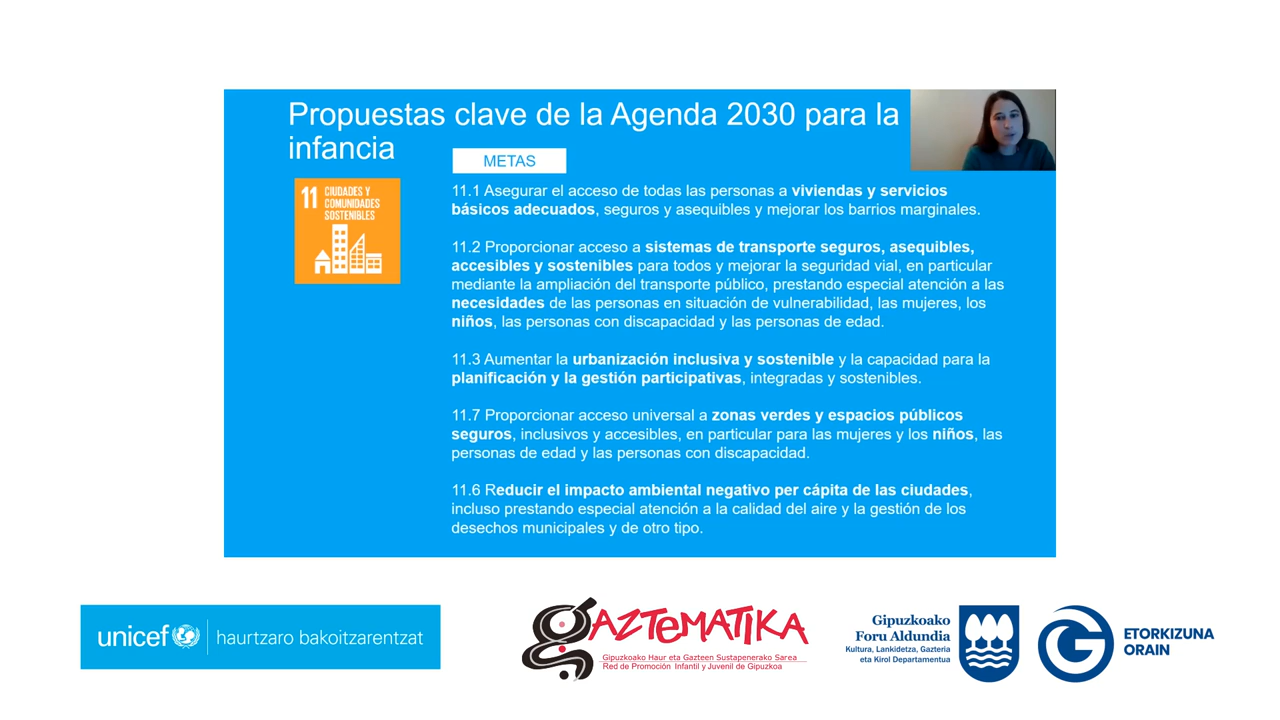 Propuestas clave de la Agenda 2030 para la
infancia
METAS
11 CIUDADES Y
COMUNIDADES
SOSTENIBLES
11.1 Asegurar el acceso de todas las personas a viviendas y servicios
básicos adecuados, seguros y asequibles y mejorar los barrios marginales.
11.2 Proporcionar acceso a sistemas de transporte seguros, asequibles,
accesibles y sostenibles para todos y mejorar la seguridad vial, en particular
mediante la ampliación del transporte público, prestando especial atención a las
necesidades de las personas en situación de vulnerabilidad, las mujeres, los
niños, las personas con discapacidad y las personas de edad.
11.3 Aumentar la urbanización inclusiva y sostenible y la capacidad para la
planificación y la gestión participativas, integradas y sostenibles.
11.7 Proporcionar acceso universal a zonas verdes y espacios públicos
seguros, inclusivos y accesibles, en particular para las mujeres y los niños, las
personas de edad y las personas con discapacidad.
11.6 Reducir el impacto ambiental negativo per cápita de las ciudades,
incluso prestando especial atención a la calidad del aire y la gestión de los
desechos municipales y de otro tipo.
unicef haurtzaro bakoitzarentzat
GAZTEMATIKA
Gipuzkoako Haur eta Gazteen Sustapenerako Sarea
Red de Promoción Infantil y Juvenil de Gipuzkoa
Gipuzkoako
Foru Aldundia
Kultura, Lankidetza, Gazteria
eta Kirol Departamentua
ETORKIZUNA
ORAIN